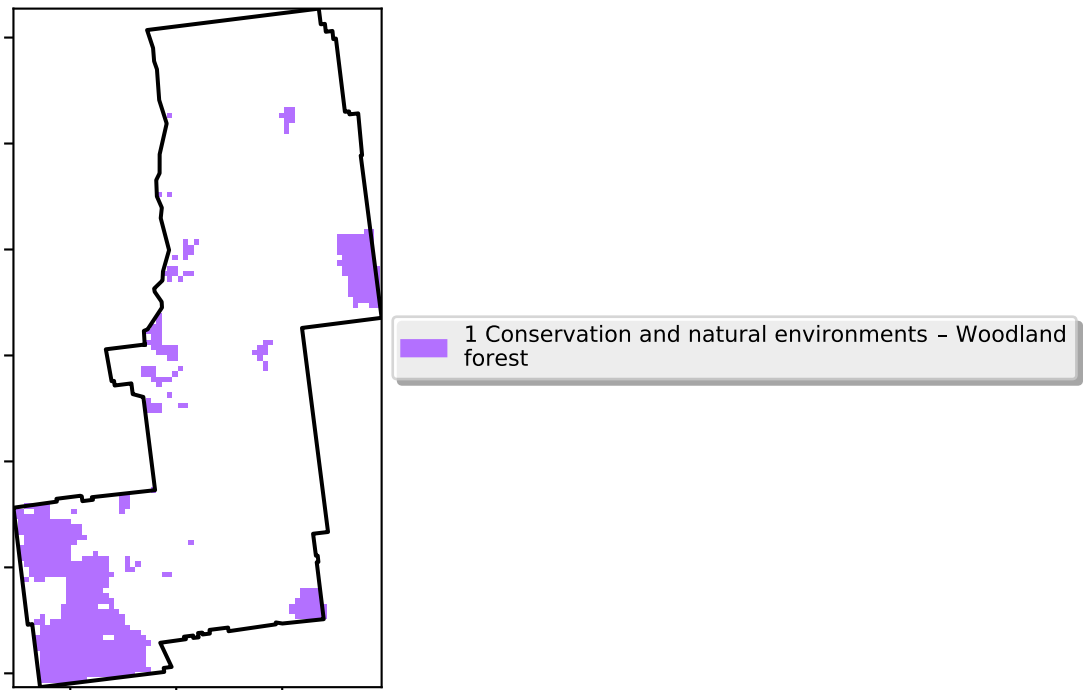 1 Conservation and natural environments – Woodland
forest